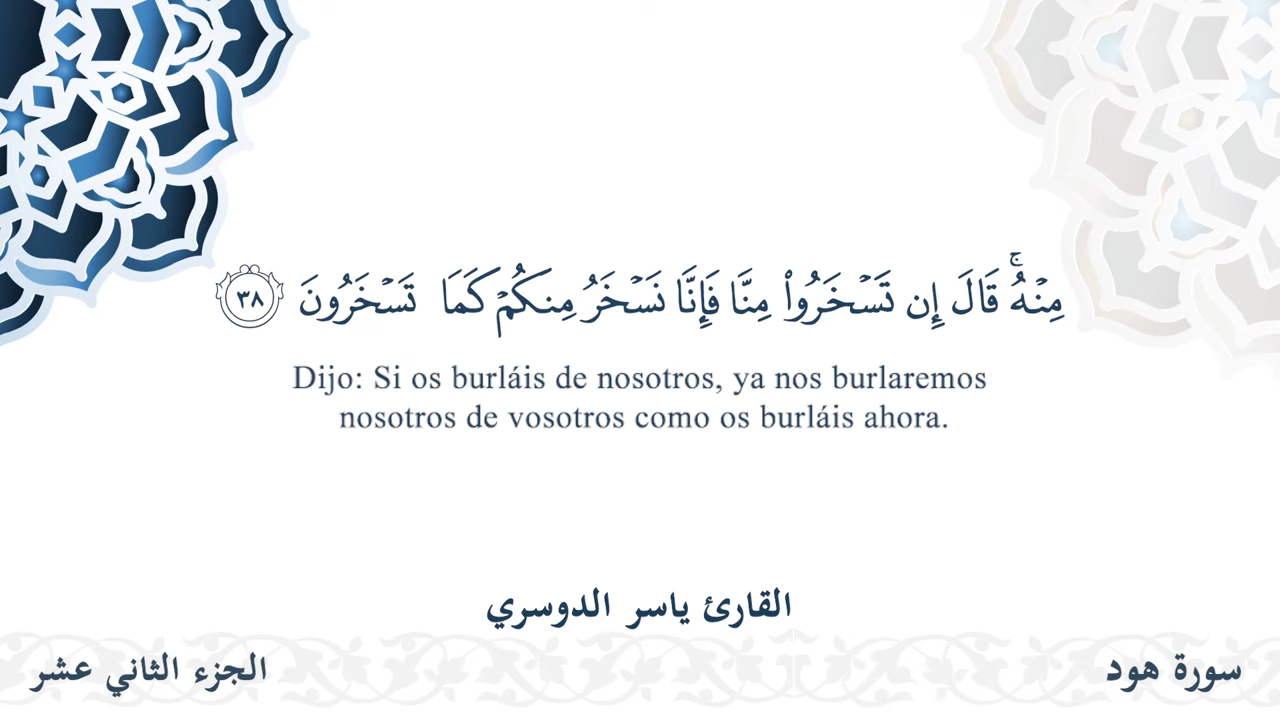 مِنۡهُۚ قَالَ إِن تَسۡخَرُواْ مِنَّا فَإِنَّا نَسۡخَرُ مِنكُمۡ كَمَا تَسۡخَرُونَ ٣٨
Dijo: Si os burláis de nosotros, ya nos burlaremos
nosotros de vosotros como os burláis ahora.
القارئ ياسر الدوسري
سورة هود
الجزء الثاني عشر